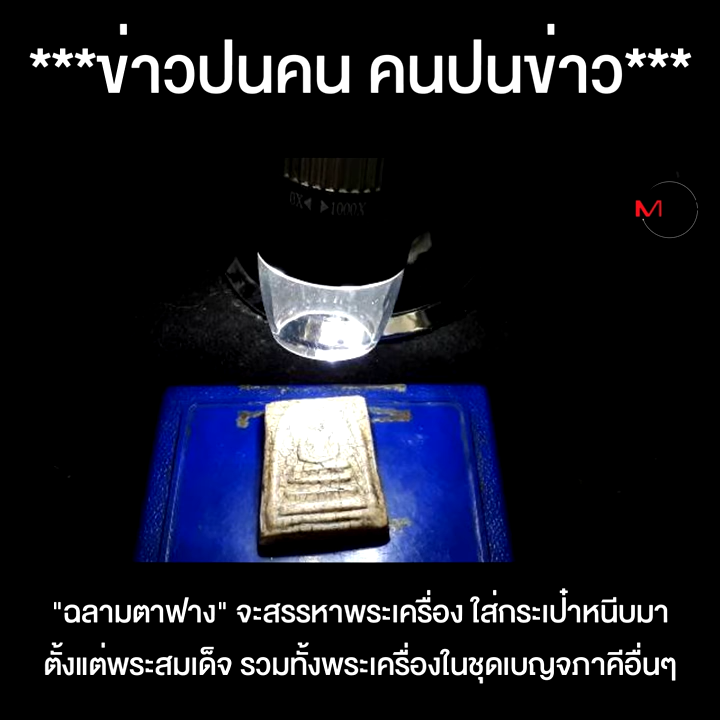 ***ข่าวปนคน คนปนข่าว***
0X◀ ▶1000X
M
"ฉลามตาฟาง" จะสรรหาพระเครื่อง ใส่กระเป๋าหนีบมา
ตั้งแต่พระสมเด็จ รวมทั้งพระเครื่องในชุดเบญจภาคีอื่นๆ